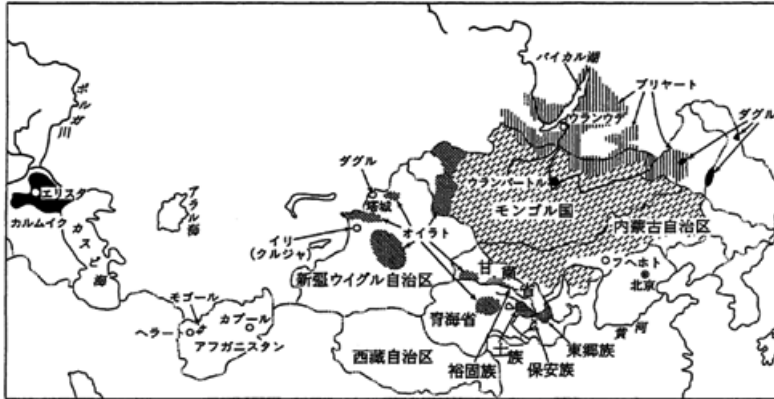 バイカル湖
ブリヤート
ボルガ川
ダグル
ウランウデ
エリスタ
カルムイク
カスピ海
アラル海
ダグル
塔城
ウランバートル
モンゴル国
内蒙古自治区
イリ
(クルジャ)
オイラト
新疆ウイグル自治区
甘粛省
フヘホト
北京
モゴール
ヘラート
カブール
アフガニスタン
青海省
西蔵自治区
黄河
土族
東郷族
裕固族
保安族